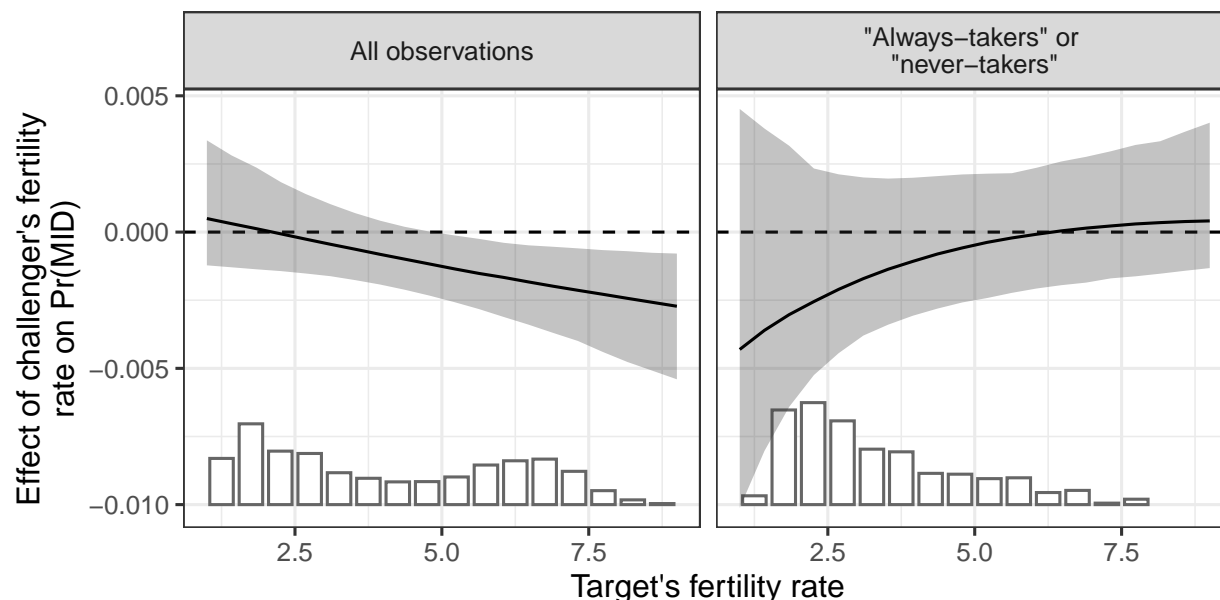 All observations
"Always−takers" or
"never−takers"
Effect of challenger's fertility
rate on Pr(MID)
0.005
0.000
−0.005
−0.010
2.5
5.0
7.5
2.5
5.0
7.5
Target's fertility rate